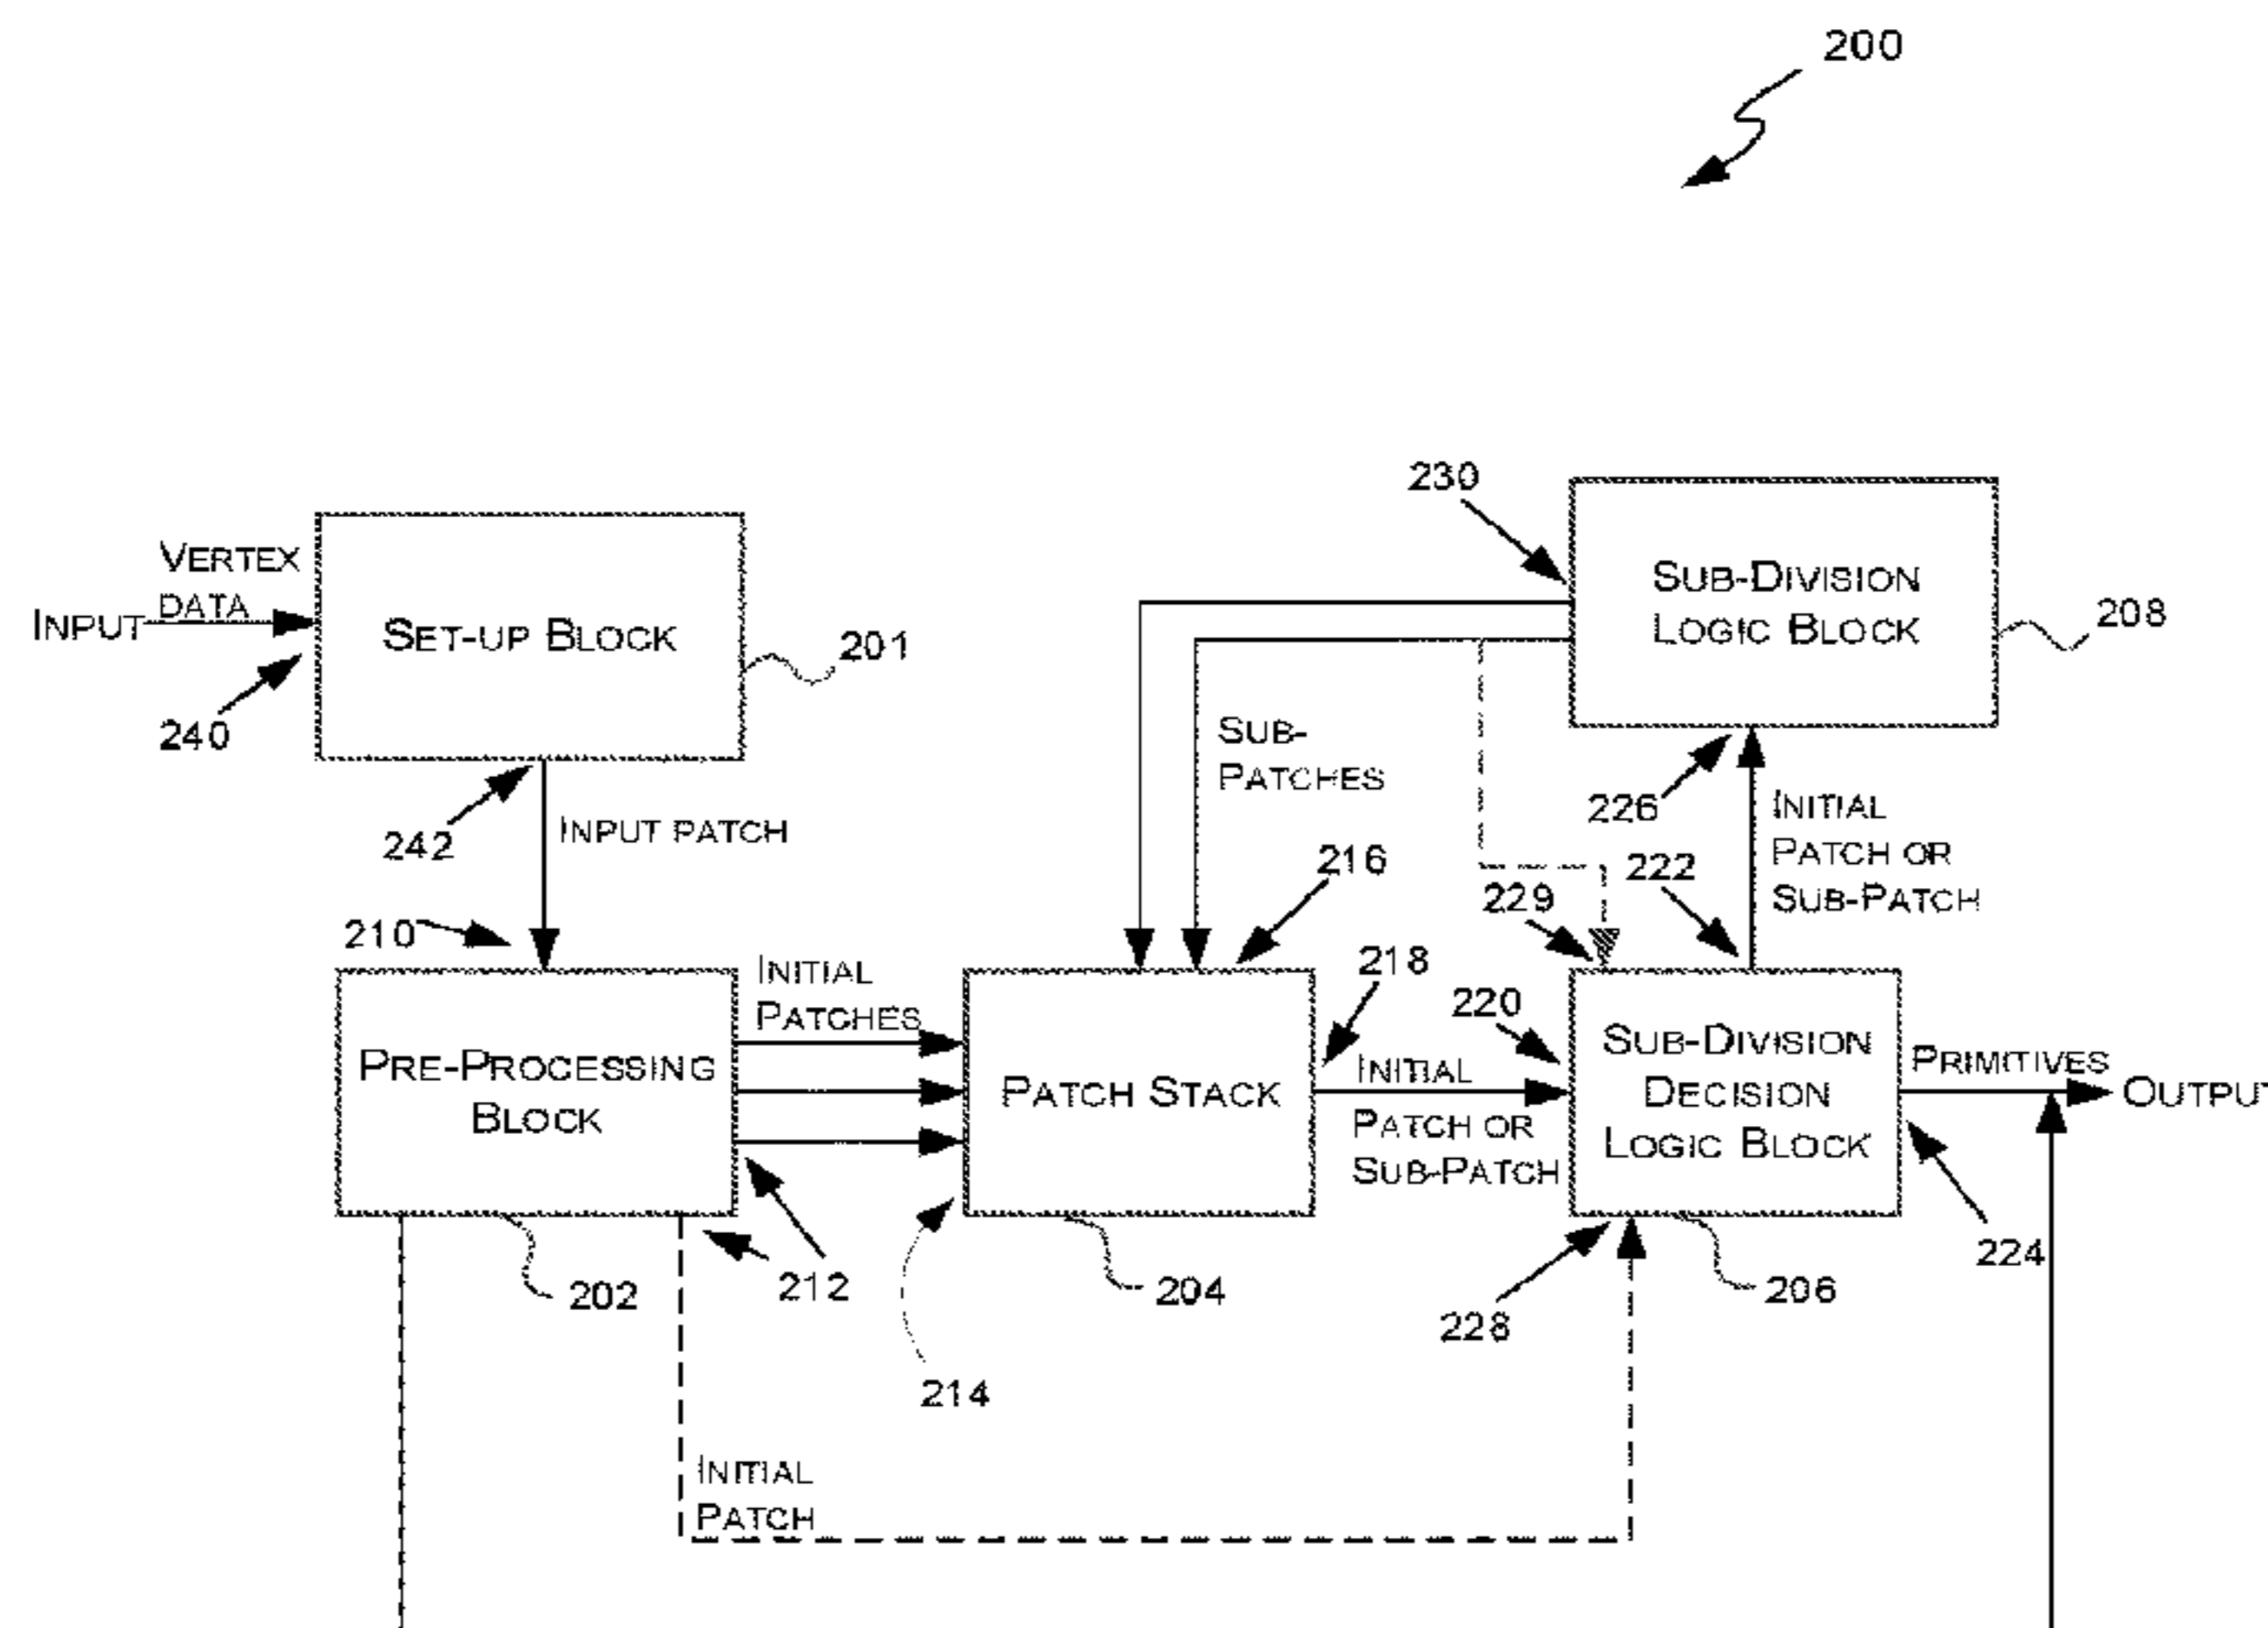 200
230
SUB-DIVISION
LOGIC BLOCK
208
VERTEX
DATA
INPUT
SET-UP BLOCK
201
240
SUB-
PATCHES
226
INITIAL
PATCH OR
SUB-PATCH
242
INPUT PATCH
216
222
229
210
INITIAL
PATCHES
218
220
PRE-PROCESSING
BLOCK
PATCH STACK
INITIAL
PATCH OR
SUB-PATCH
SUB-DIVISION
DECISION
LOGIC BLOCK
PRIMITIVES
OUTPUT
224
202
212
204
206
228
214
INITIAL
PATCH